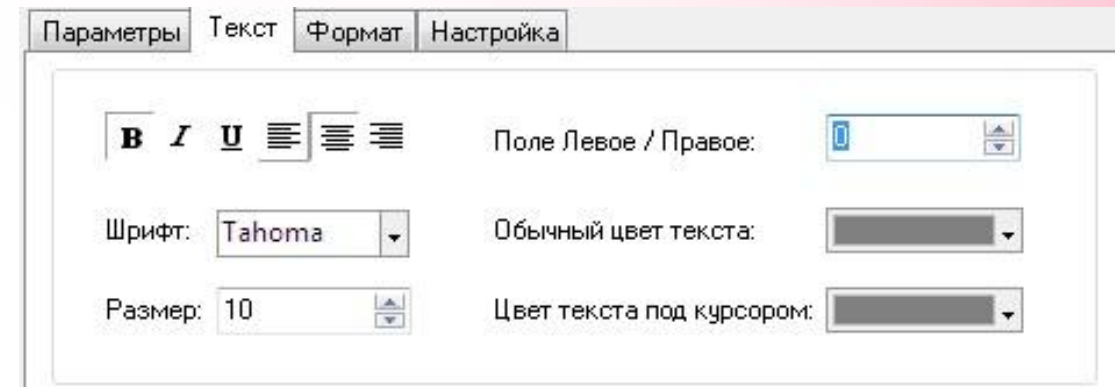 Параметры Текст Формат Настройка
B I U Поле Левое / Правое: 0
Шрифт: Tahoma Обычный цвет текста:
Размер: 10 Цвет текста под курсором: